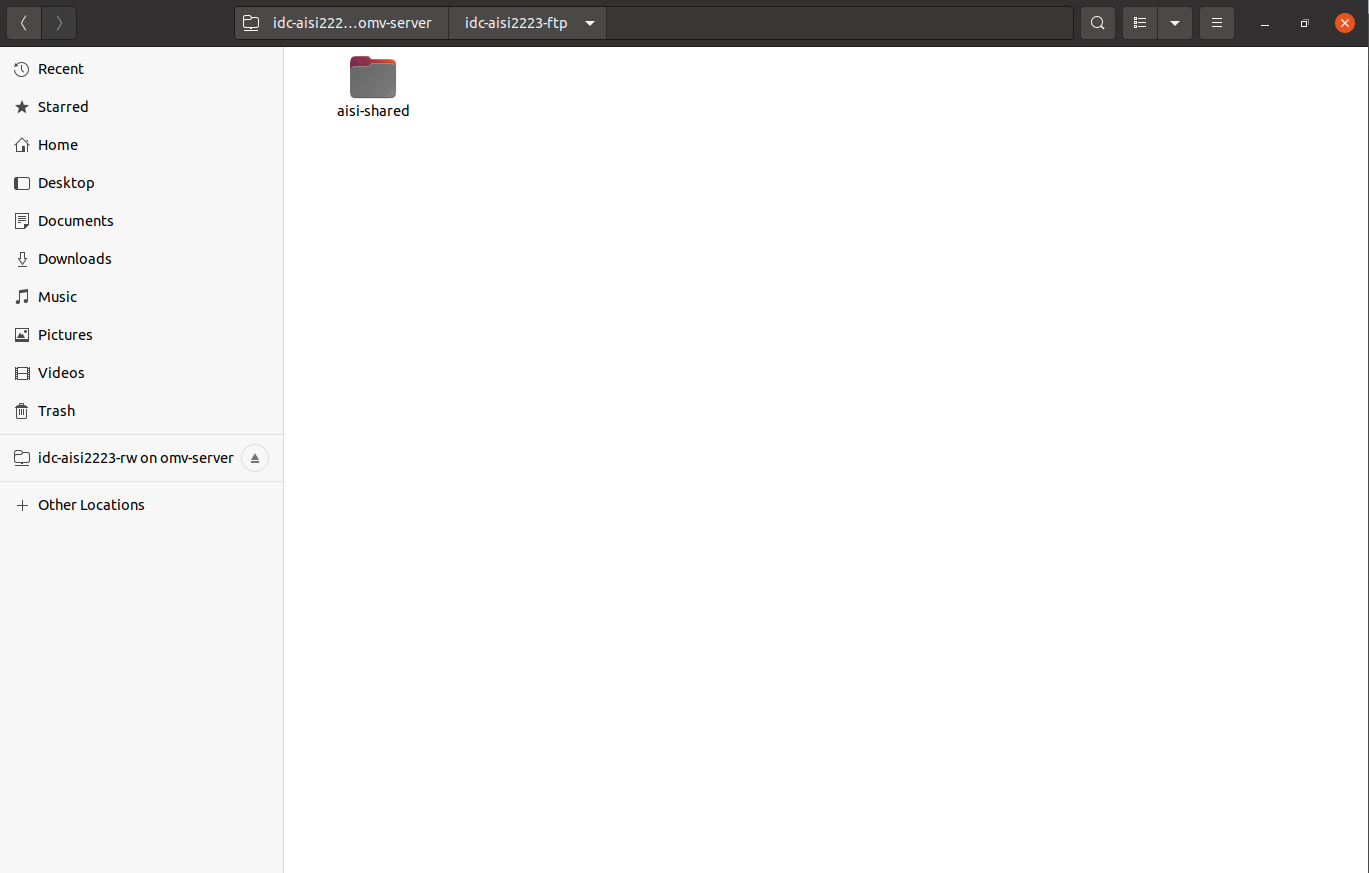 idc-aisi222...omv-server
idc-aisi2223-ftp
Recent
Starred
Home
Desktop
Documents
Downloads
Music
Pictures
Videos
Trash
idc-aisi2223-rw on omv-server
Other Locations
aisi-shared